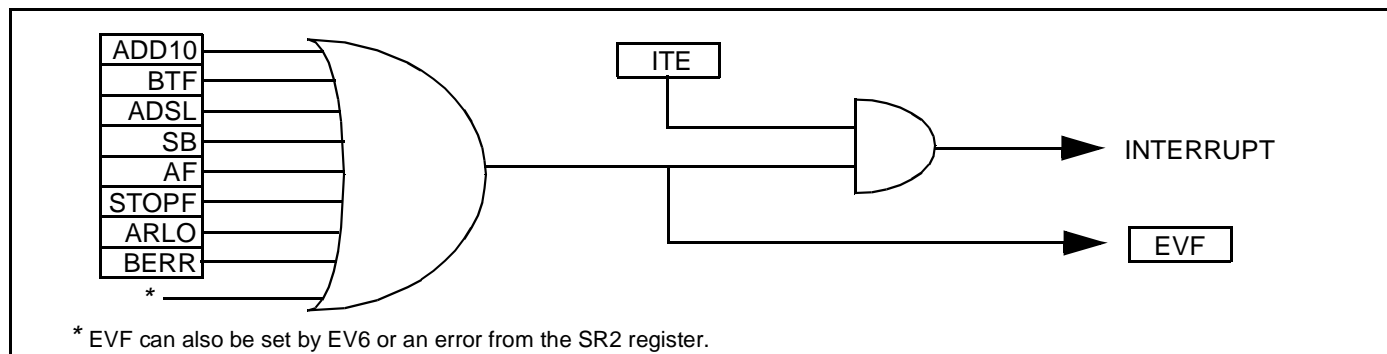 ADD10
BTF
ADSL
SB
AF
STOPF
ARLO
BERR
*
ITE
INTERRUPT
EVF
* EVF can also be set by EV6 or an error from the SR2 register.